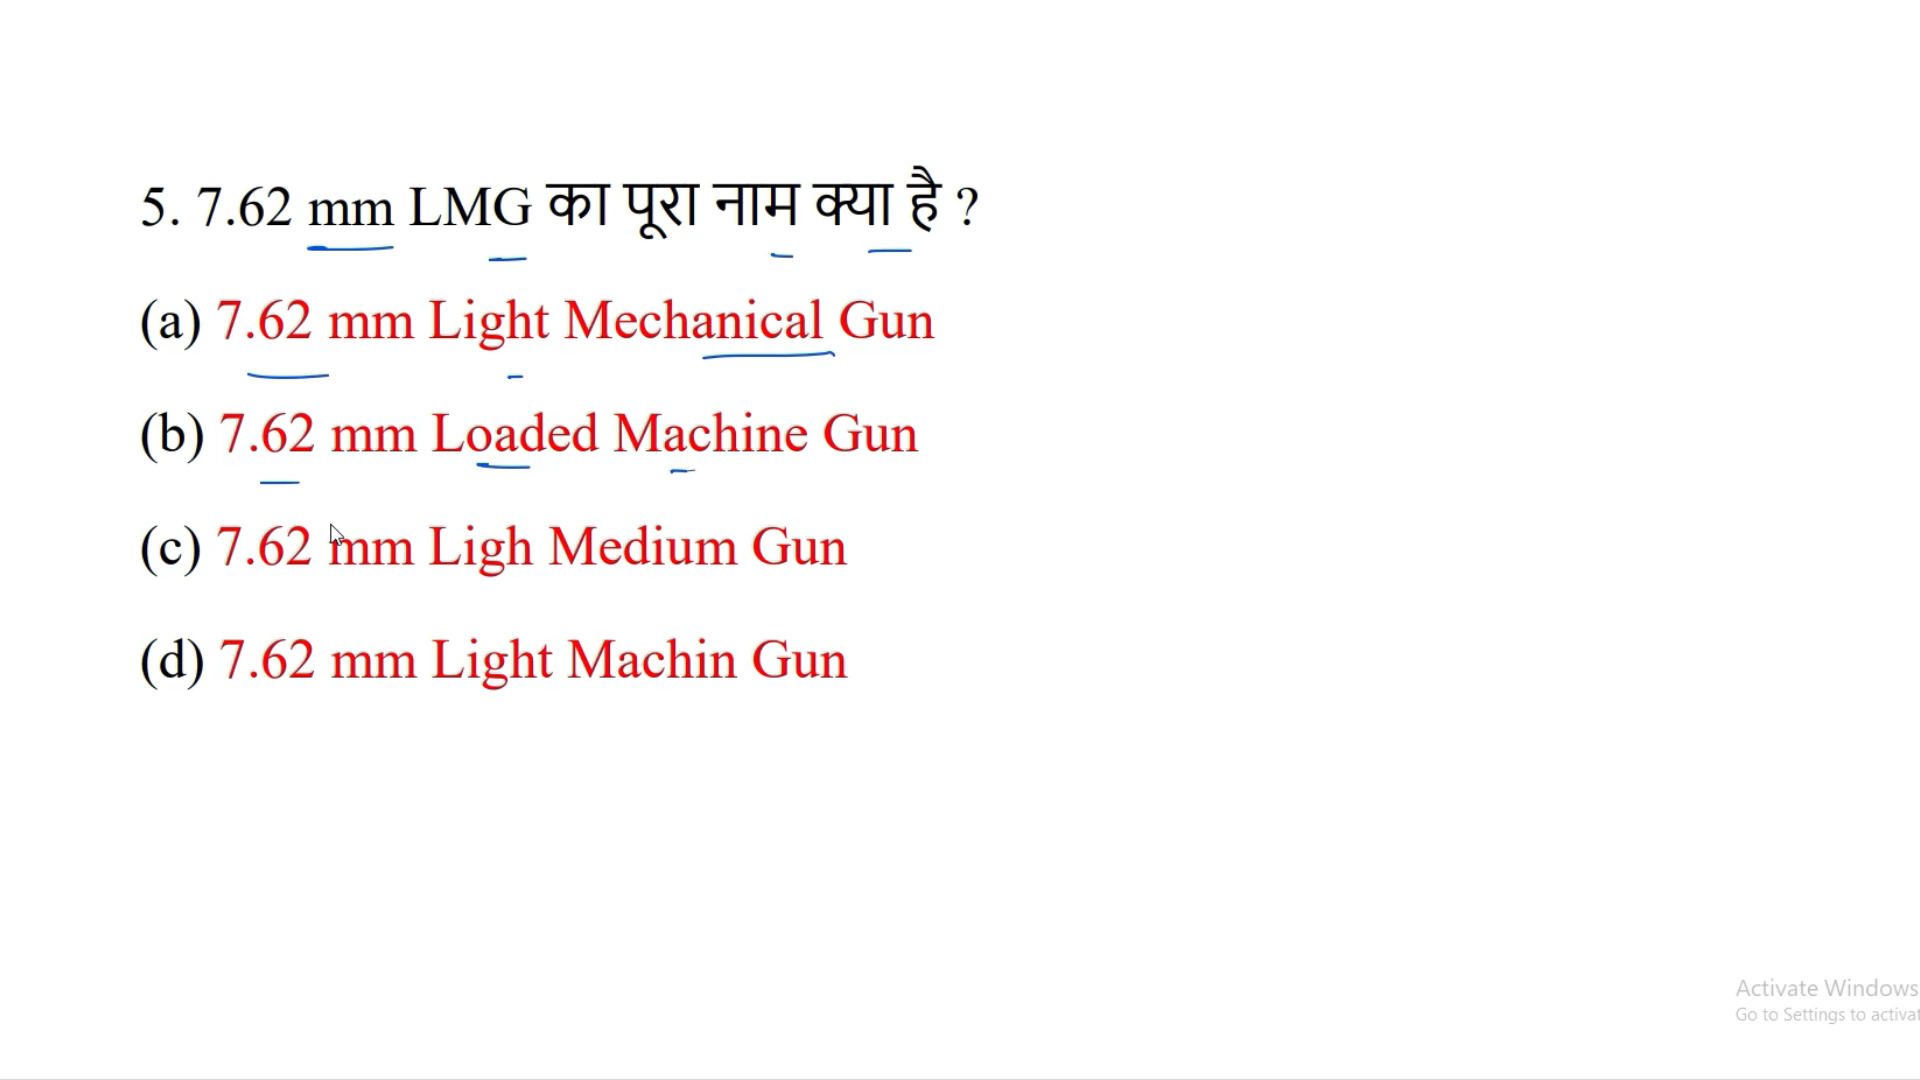 5. 7.62 mm LMG का पूरा नाम क्या है ?
(a) 7.62 mm Light Mechanical Gun
(b) 7.62 mm Loaded Machine Gun
(c) 7.62 mm Ligh Medium Gun
(d) 7.62 mm Light Machin Gun
Activate Windows
Go to Settings to activat